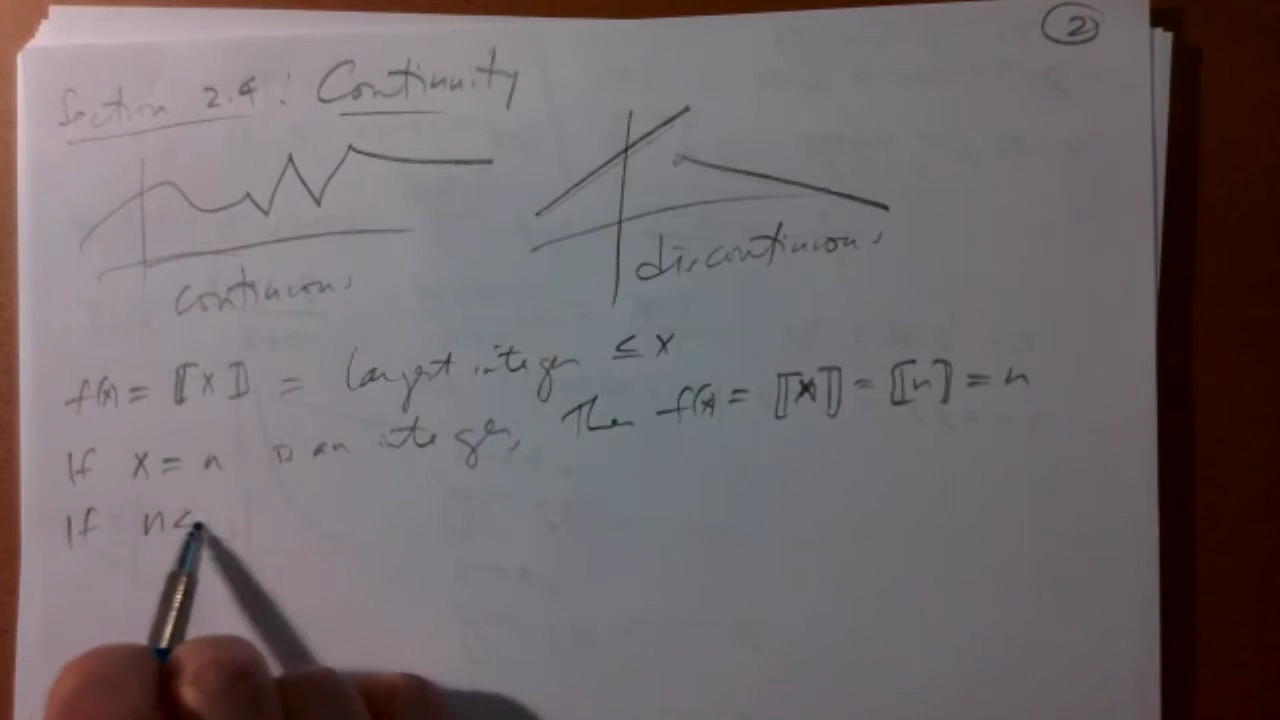 2
Section 2.4: Continuity
continuous
discontinuous
f(x) = ⟦x⟧ = largest integer ≤ x
If x = n is an integer, Then f(x) = ⟦x⟧ = ⟦n⟧ = n
If n <